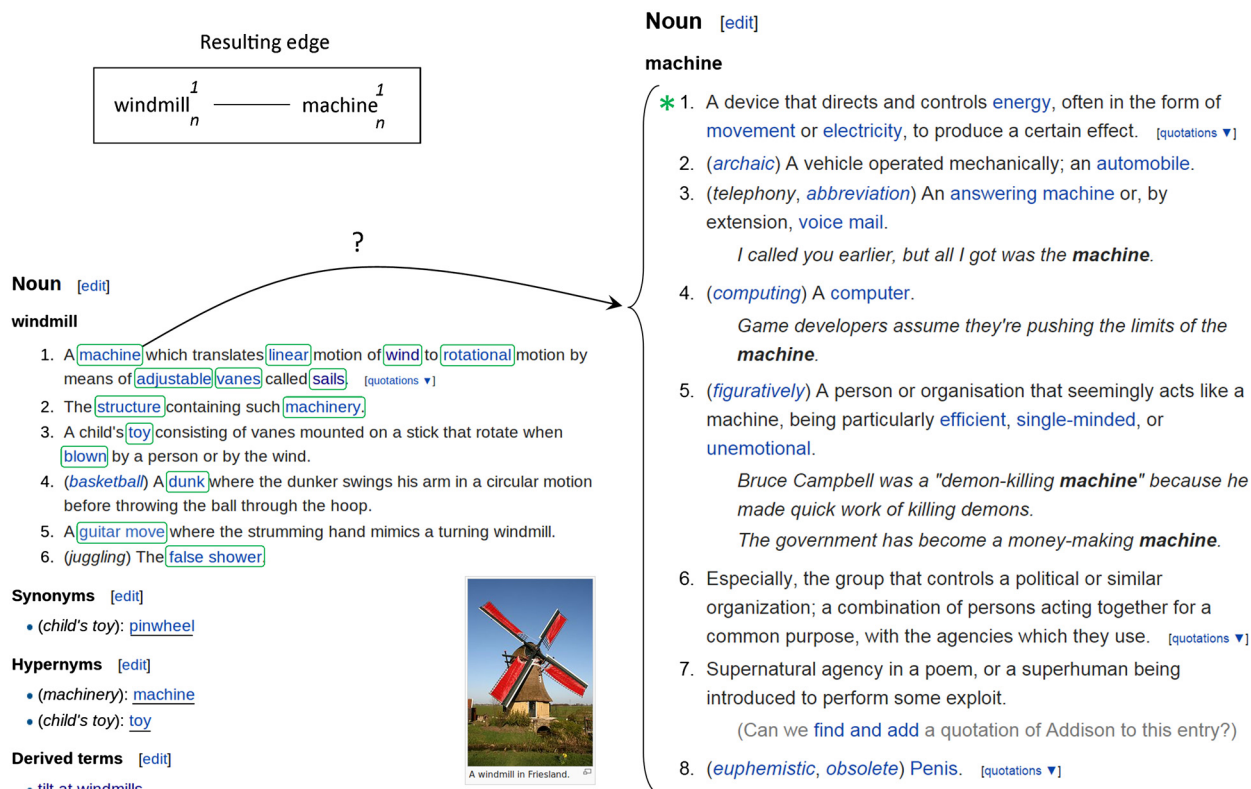 Resulting edge
windmill 1 n machine 1 n
?
Noun [edit]
windmill
1. A machine which translates linear motion of wind to rotational motion by
means of adjustable vanes called sails. [quotations ▼]
2. The structure containing such machinery.
3. A child's toy consisting of vanes mounted on a stick that rotate when
blown by a person or by the wind.
4. (basketball) A dunk where the dunker swings his arm in a circular motion
before throwing the ball through the hoop.
5. A guitar move where the strumming hand mimics a turning windmill.
6. (juggling) The false shower.
Synonyms [edit]
• (child's toy): pinwheel
Hypernyms [edit]
• (machinery): machine
• (child's toy): toy
Derived terms [edit]
• tilt at windmills
A windmill in Friesland.
Noun [edit]
machine
* 1. A device that directs and controls energy, often in the form of
movement or electricity, to produce a certain effect. [quotations ▼]
2. (archaic) A vehicle operated mechanically; an automobile.
3. (telephony, abbreviation) An answering machine or, by
extension, voice mail.
I called you earlier, but all I got was the machine.
4. (computing) A computer.
Game developers assume they're pushing the limits of the
machine.
5. (figuratively) A person or organisation that seemingly acts like a
machine, being particularly efficient, single-minded, or
unemotional.
Bruce Campbell was a "demon-killing machine" because he
made quick work of killing demons.
The government has become a money-making machine.
6. Especially, the group that controls a political or similar
organization; a combination of persons acting together for a
common purpose, with the agencies which they use. [quotations ▼]
7. Supernatural agency in a poem, or a superhuman being
introduced to perform some exploit.
(Can we find and add a quotation of Addison to this entry?)
8. (euphemistic, obsolete) Penis. [quotations ▼]